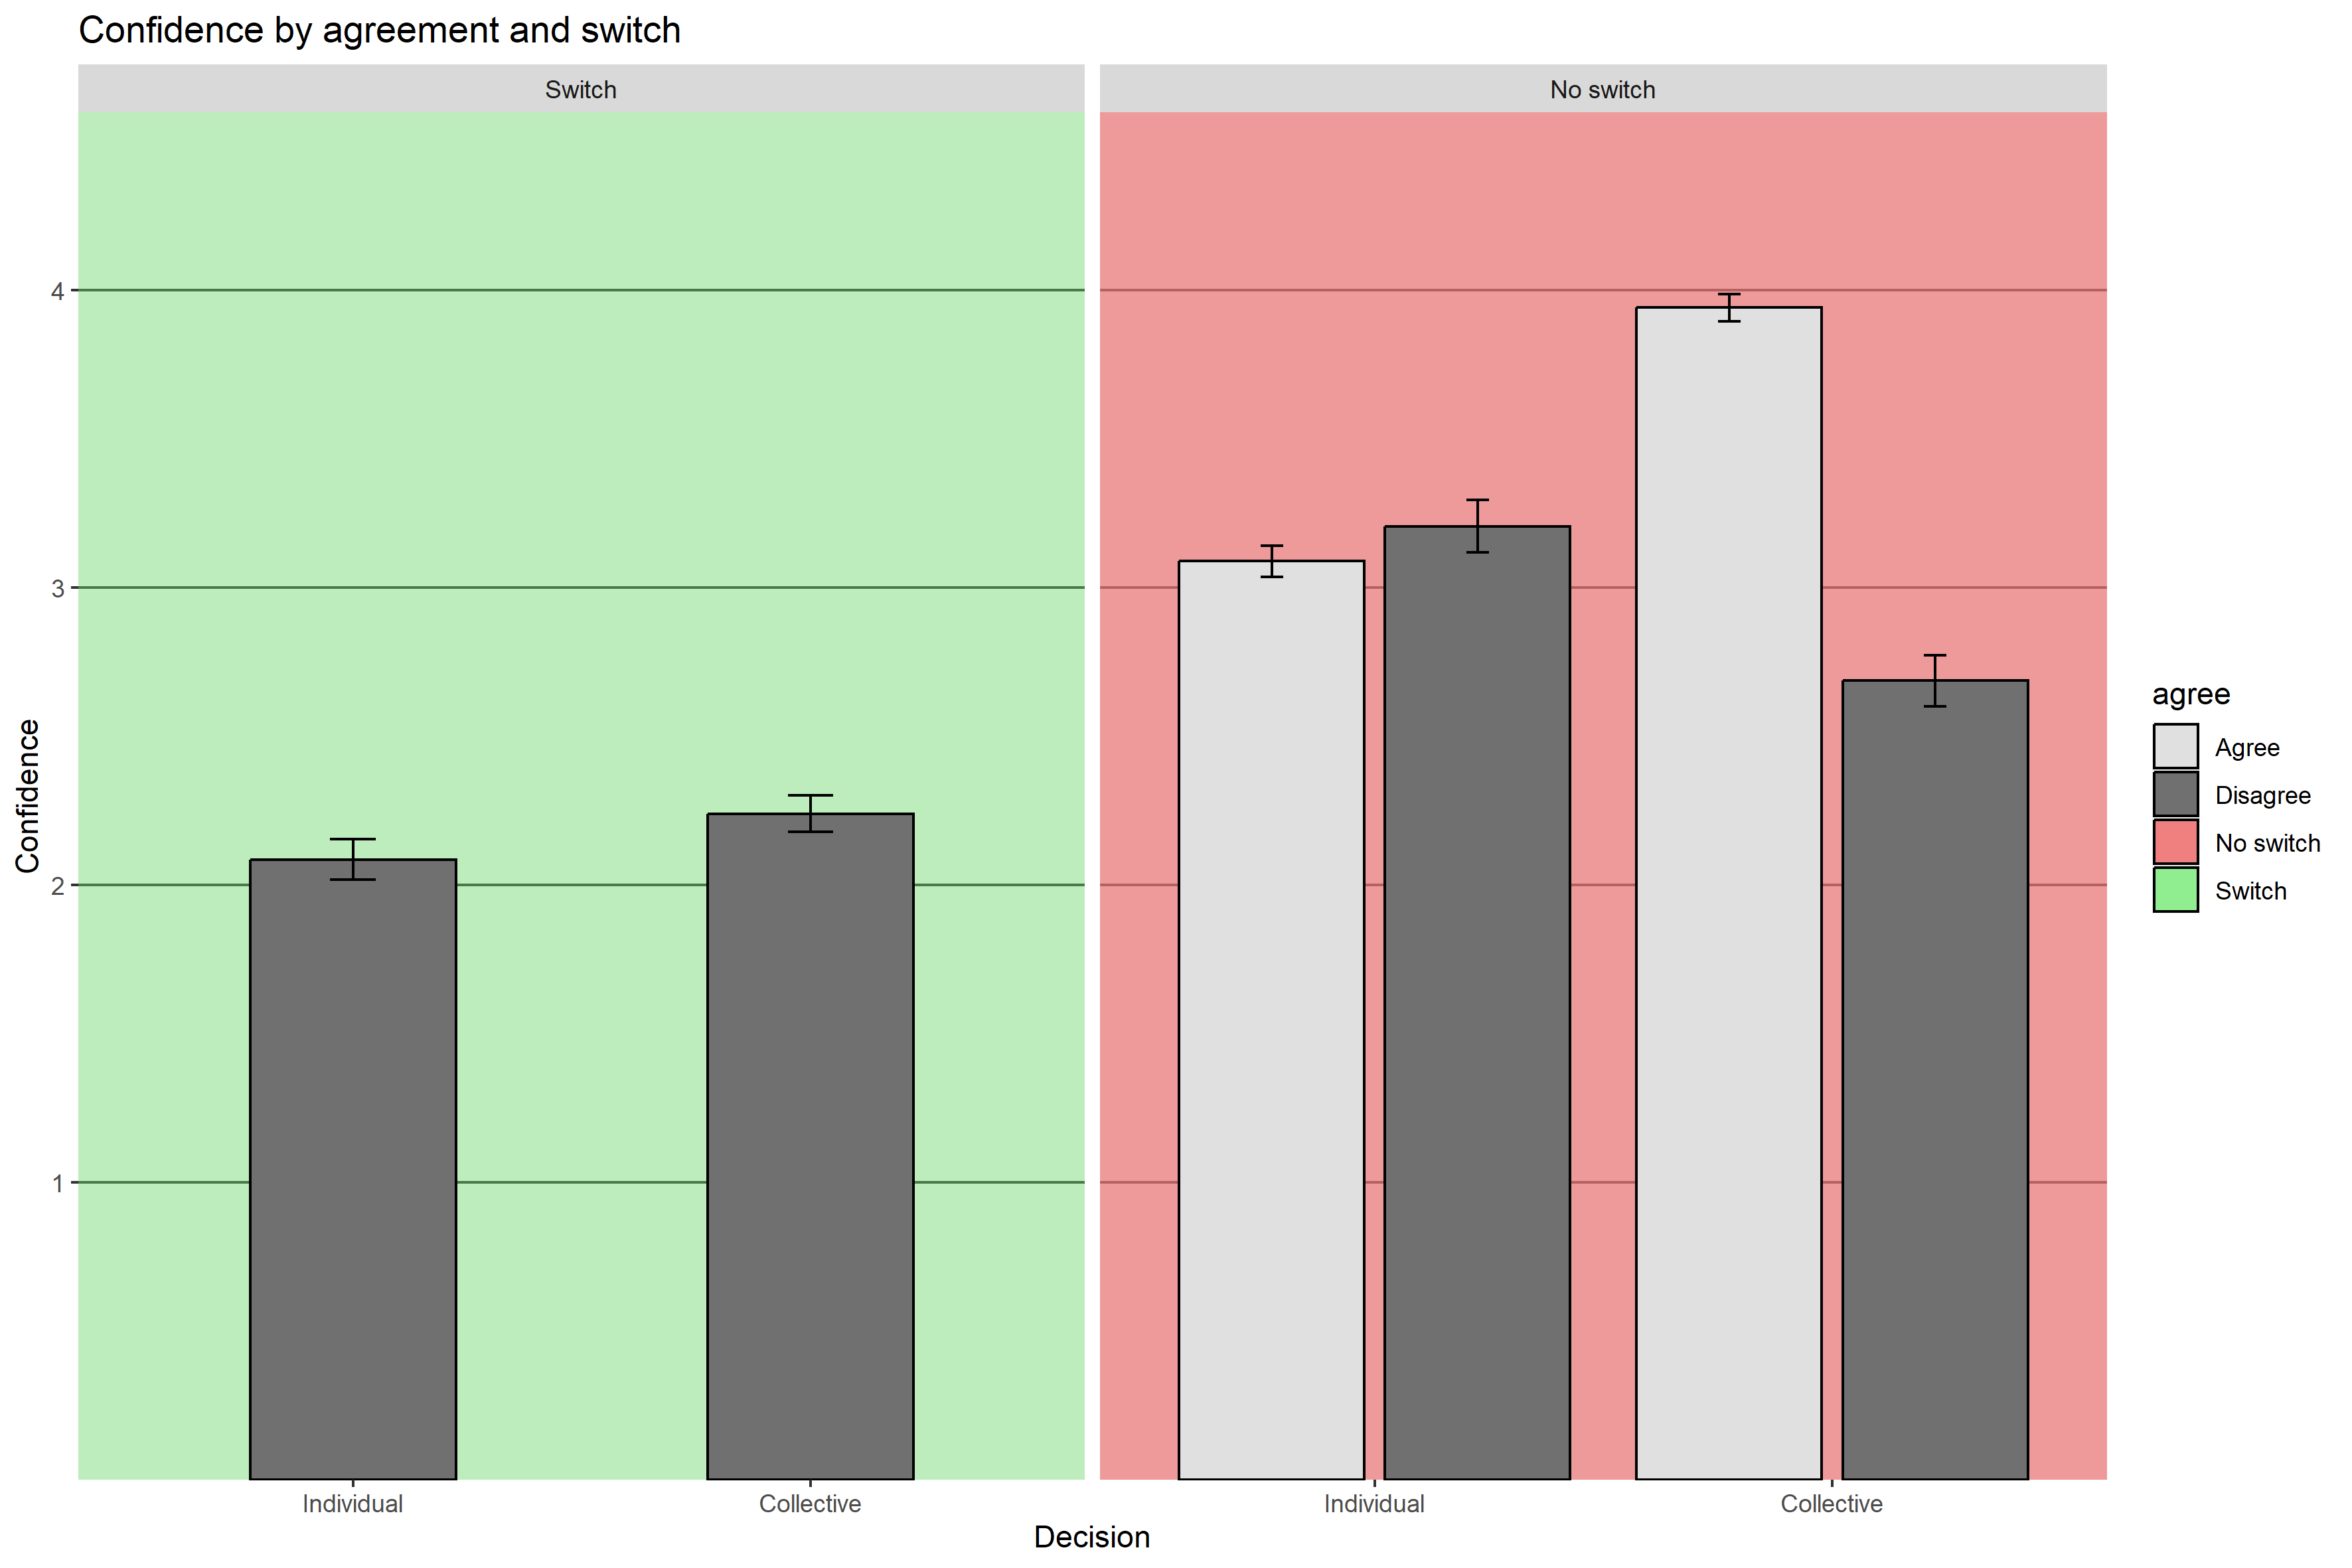 Confidence by agreement and switch
Switch
No switch
Confidence
4
3
2
1
Individual
Collective
Individual
Collective
Decision
agree
Agree
Disagree
No switch
Switch